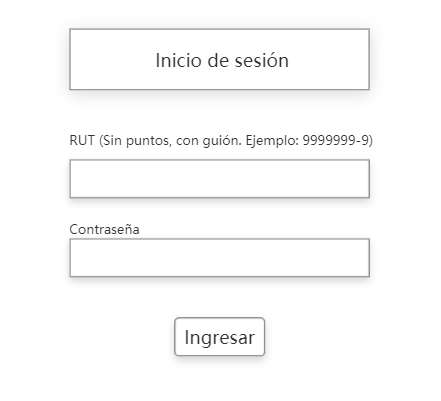 Inicio de sesión
RUT (Sin puntos, con guión. Ejemplo: 9999999-9)
Contraseña
Ingresar